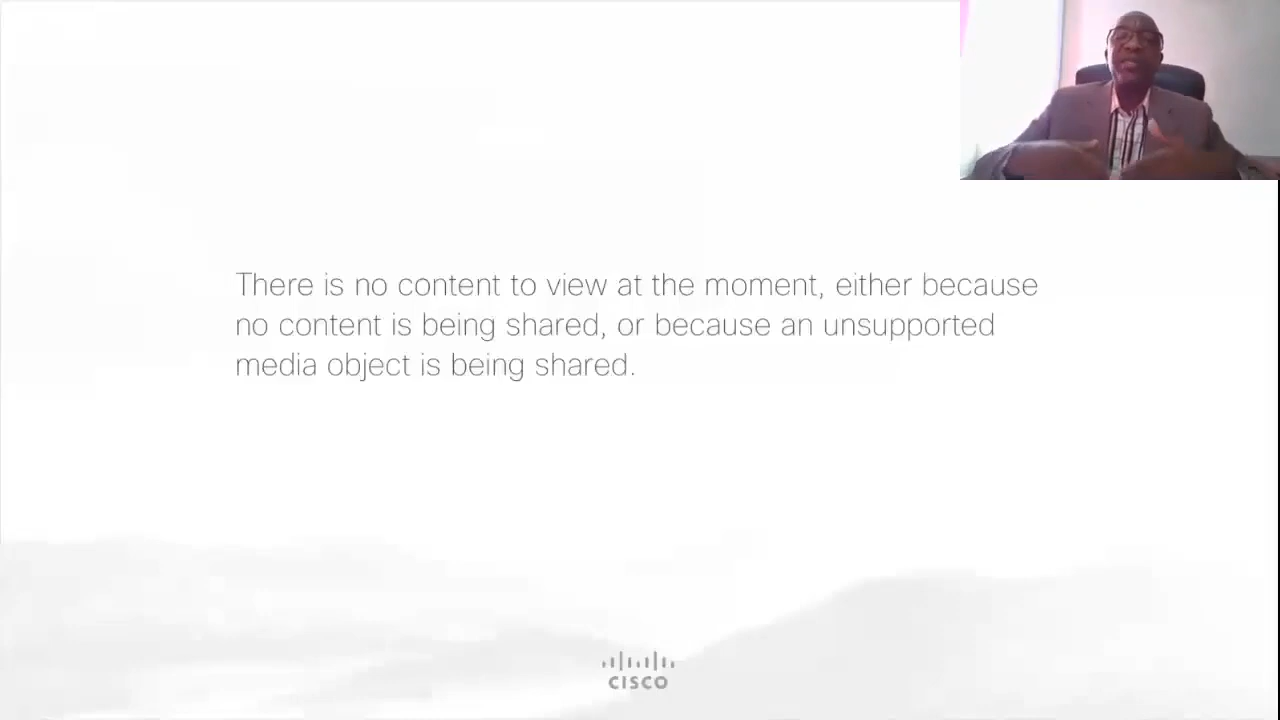 There is no content to view at the moment, either because
no content is being shared, or because an unsupported
media object is being shared.
CISCO